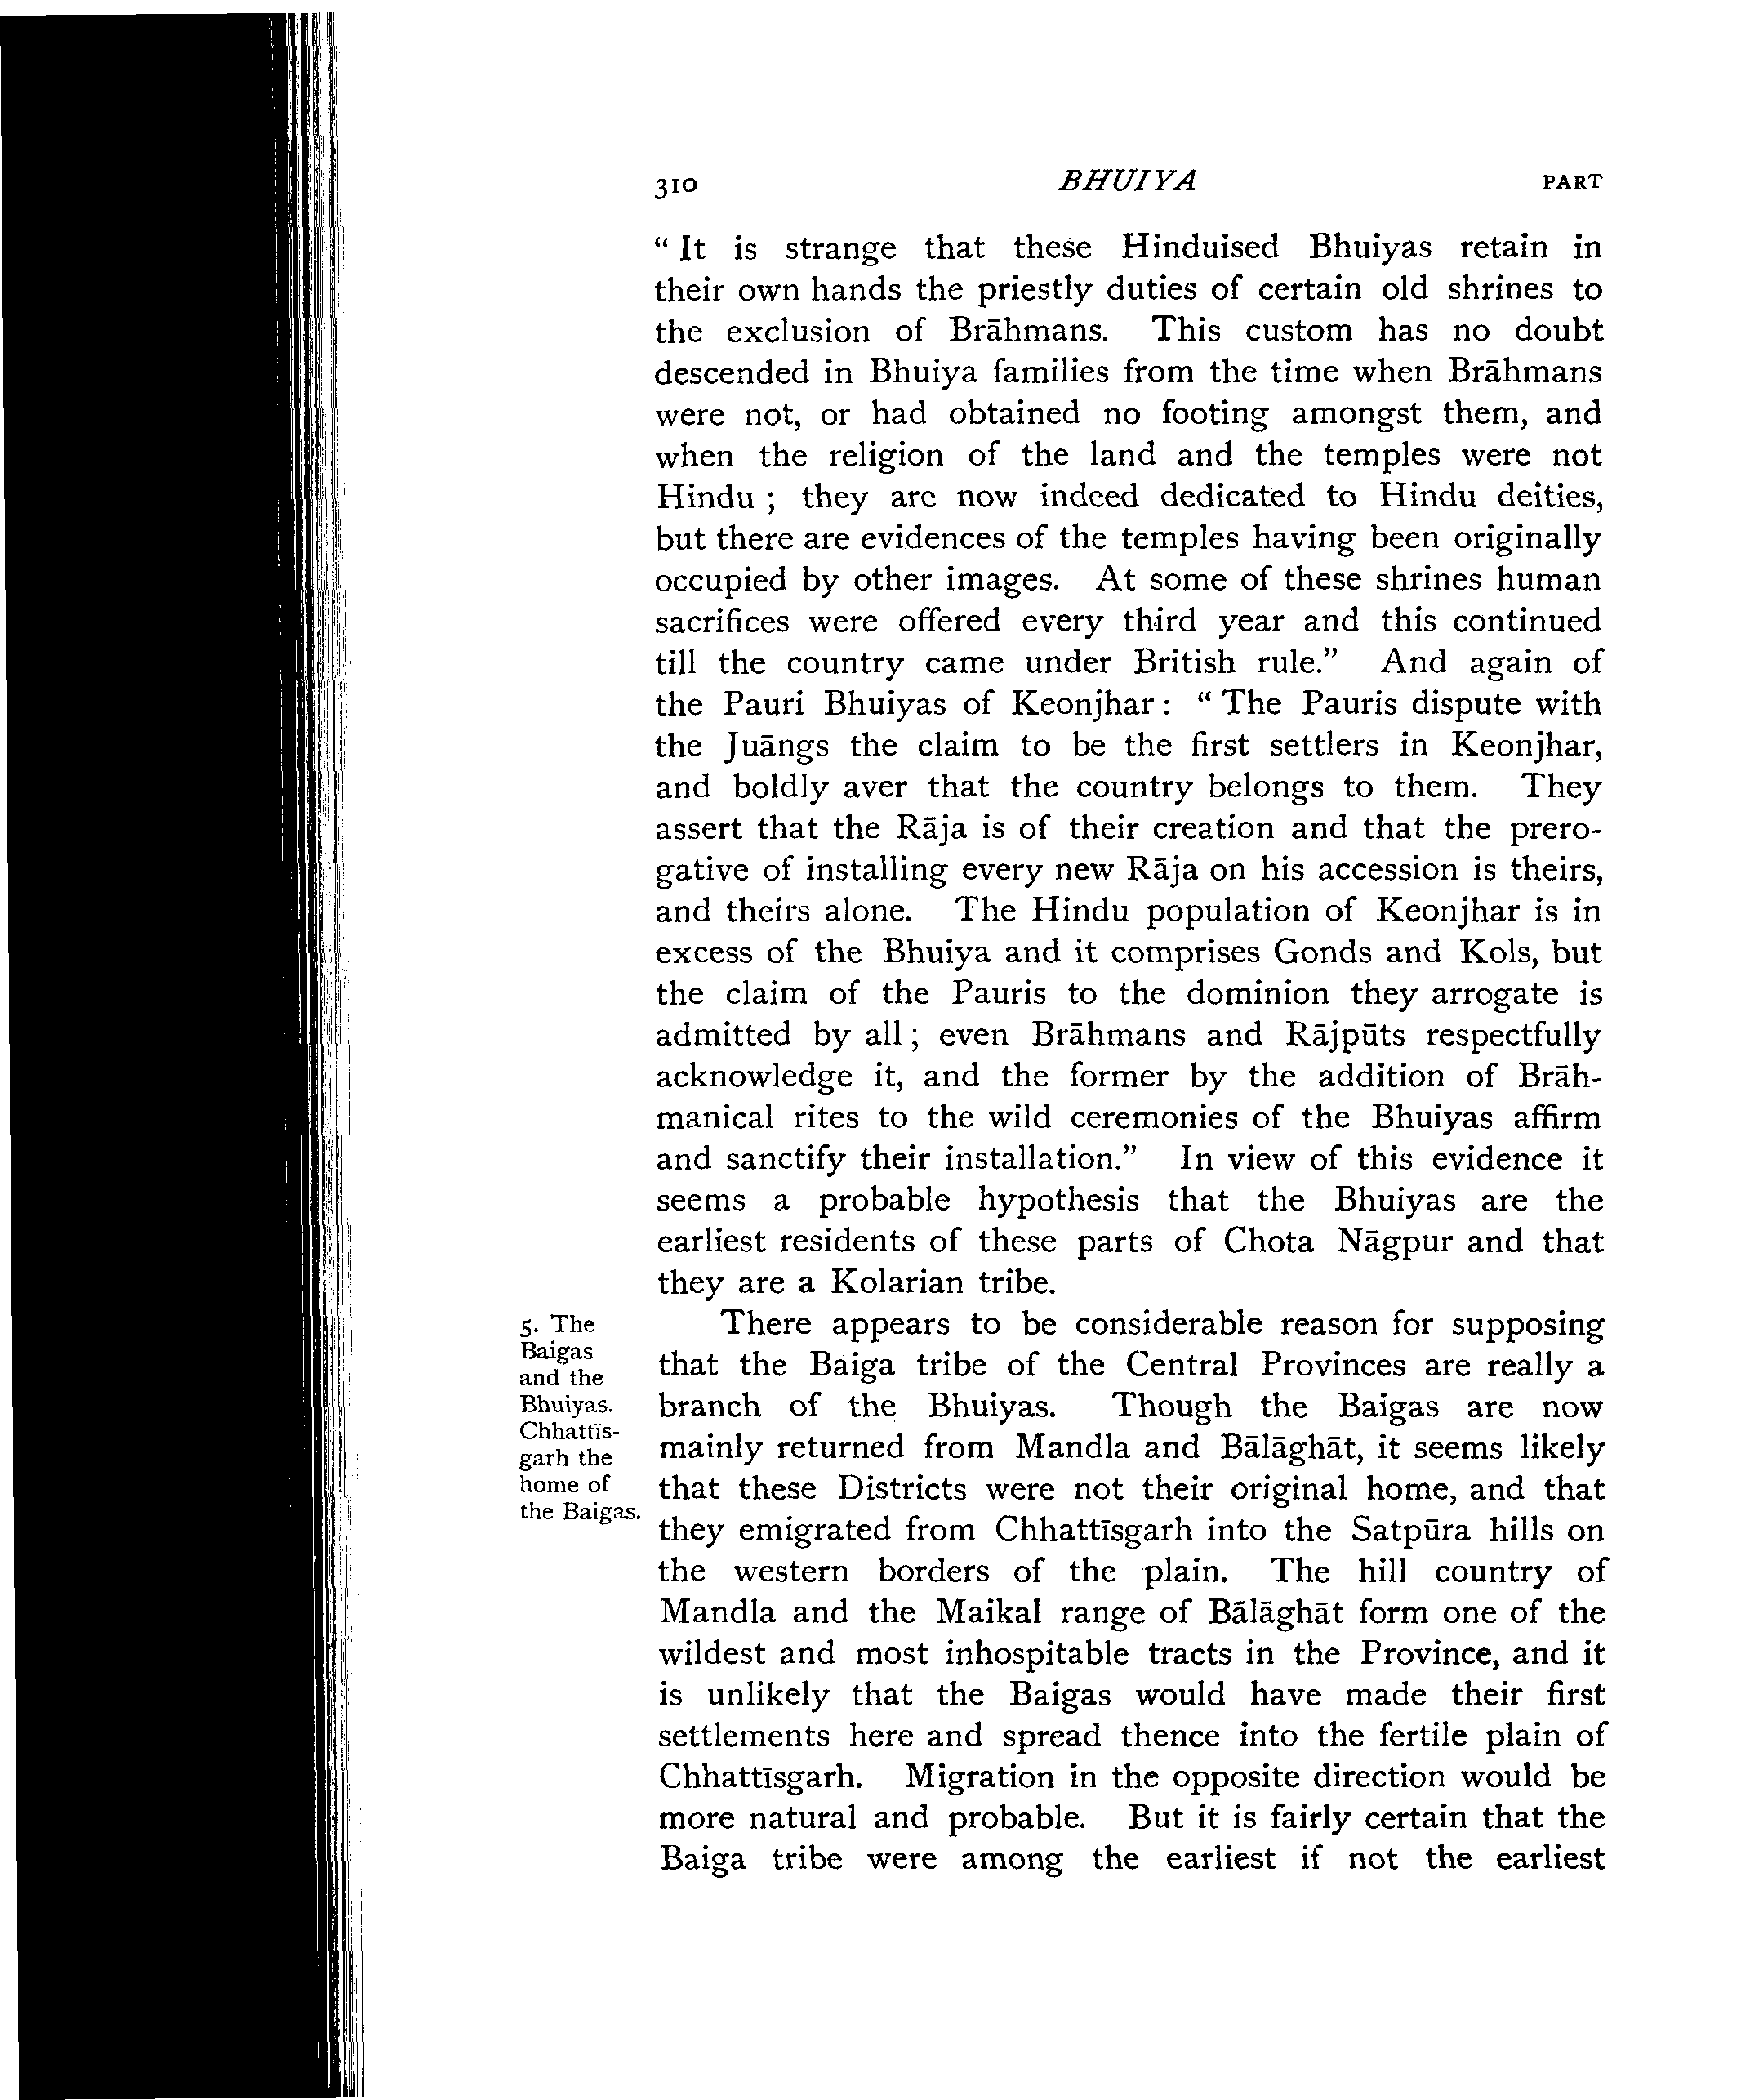 310 BHUIYA PART
“ It is strange that these Hinduised Bhuiyas retain in
their own hands the priestly duties of certain old shrines to
the exclusion of Brāhmans. This custom has no doubt
descended in Bhuiya families from the time when Brāhmans
were not, or had obtained no footing amongst them, and
when the religion of the land and the temples were not
Hindu ; they are now indeed dedicated to Hindu deities,
but there are evidences of the temples having been originally
occupied by other images. At some of these shrines human
sacrifices were offered every third year and this continued
till the country came under British rule.” And again of
the Pauri Bhuiyas of Keonjhar : “ The Pauris dispute with
the Juāngs the claim to be the first settlers in Keonjhar,
and boldly aver that the country belongs to them. They
assert that the Rāja is of their creation and that the prero-
gative of installing every new Rāja on his accession is theirs,
and theirs alone. The Hindu population of Keonjhar is in
excess of the Bhuiya and it comprises Gonds and Kols, but
the claim of the Pauris to the dominion they arrogate is
admitted by all ; even Brāhmans and Rājpūts respectfully
acknowledge it, and the former by the addition of Brāh-
manical rites to the wild ceremonies of the Bhuiyas affirm
and sanctify their installation.” In view of this evidence it
seems a probable hypothesis that the Bhuiyas are the
earliest residents of these parts of Chota Nāgpur and that
they are a Kolarian tribe.
5. The
Baigas
and the
Bhuiyas.
Chhattīs-
garh the
home of
the Baigas.
There appears to be considerable reason for supposing
that the Baiga tribe of the Central Provinces are really a
branch of the Bhuiyas. Though the Baigas are now
mainly returned from Mandla and Bālāghāt, it seems likely
that these Districts were not their original home, and that
they emigrated from Chhattīsgarh into the Satpūra hills on
the western borders of the plain. The hill country of
Mandla and the Maikal range of Bālāghāt form one of the
wildest and most inhospitable tracts in the Province, and it
is unlikely that the Baigas would have made their first
settlements here and spread thence into the fertile plain of
Chhattīsgarh. Migration in the opposite direction would be
more natural and probable. But it is fairly certain that the
Baiga tribe were among the earliest if not the earliest